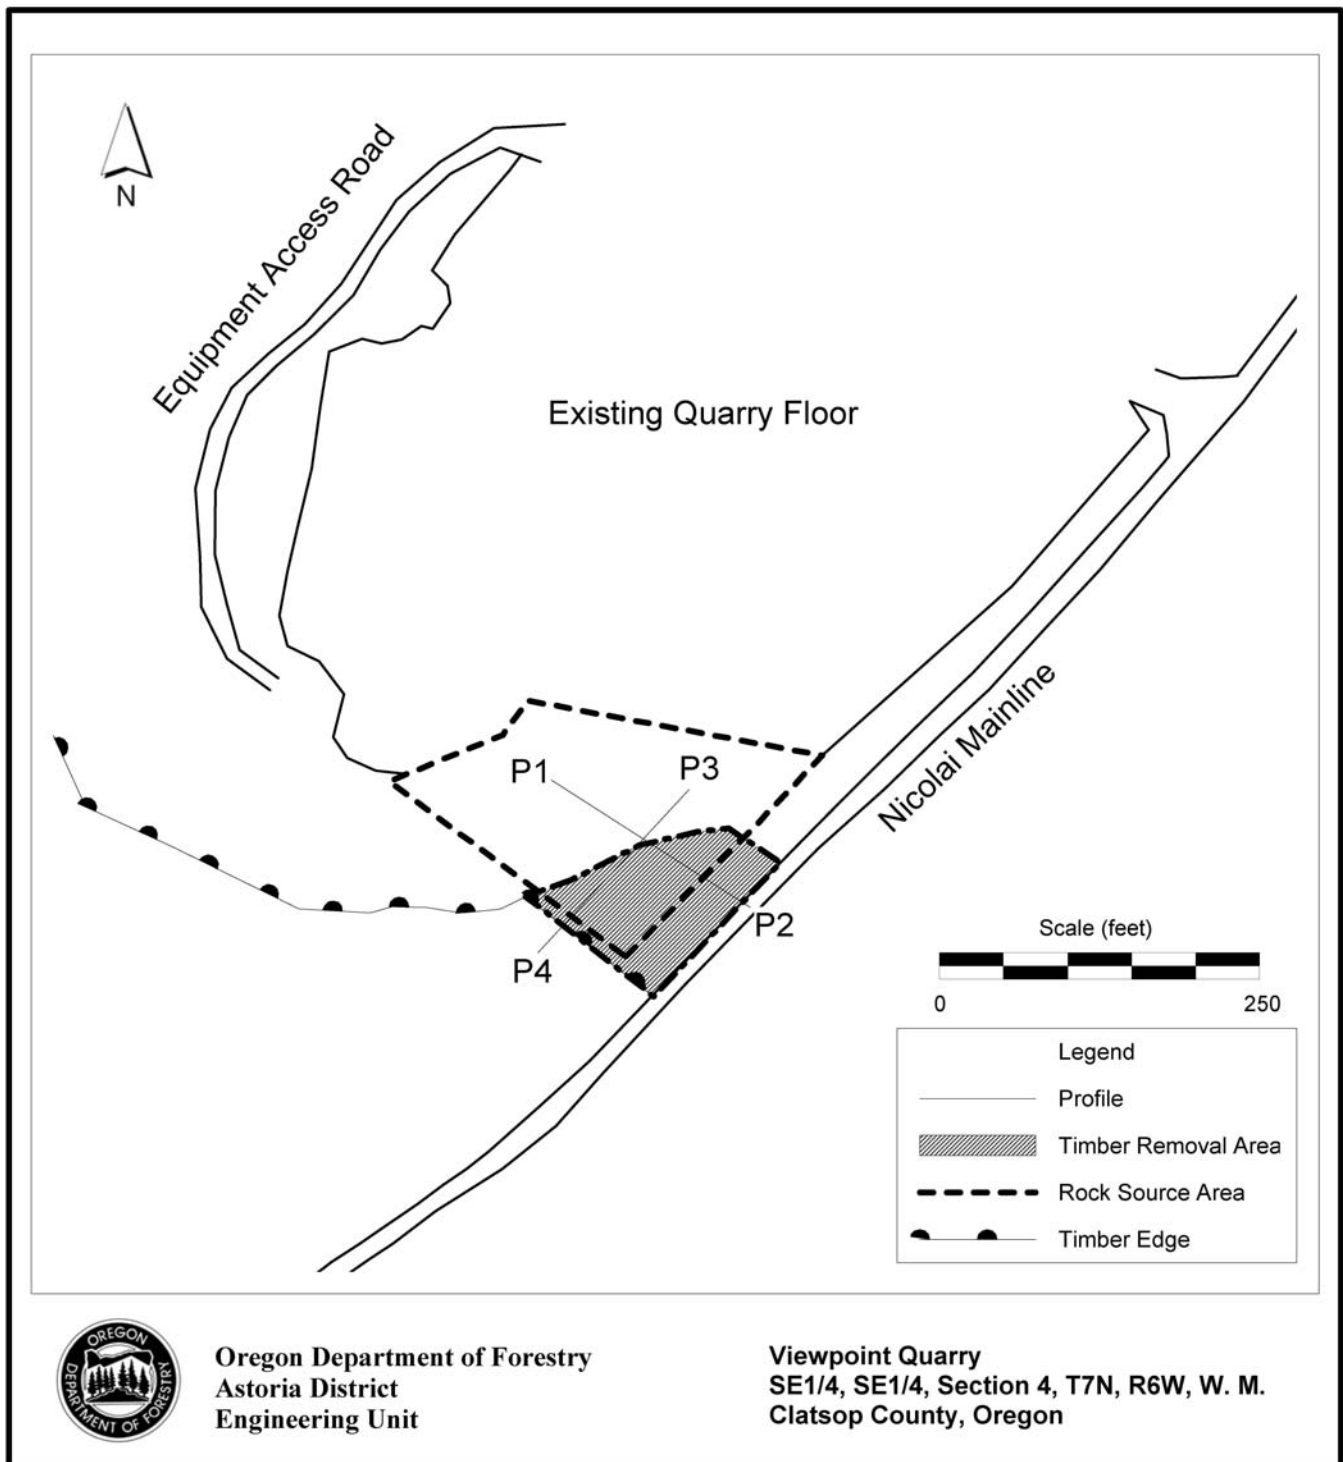 N
Equipment Access Road
Existing Quarry Floor
Nicolai Mainline
P1
P3
P2
P4
Scale (feet)
0 250
Legend
Profile
Timber Removal Area
Rock Source Area
Timber Edge
OREGON
DEPARTMENT OF FORESTRY
Oregon Department of Forestry
Astoria District
Engineering Unit
Viewpoint Quarry
SE1/4, SE1/4, Section 4, T7N, R6W, W. M.
Clatsop County, Oregon